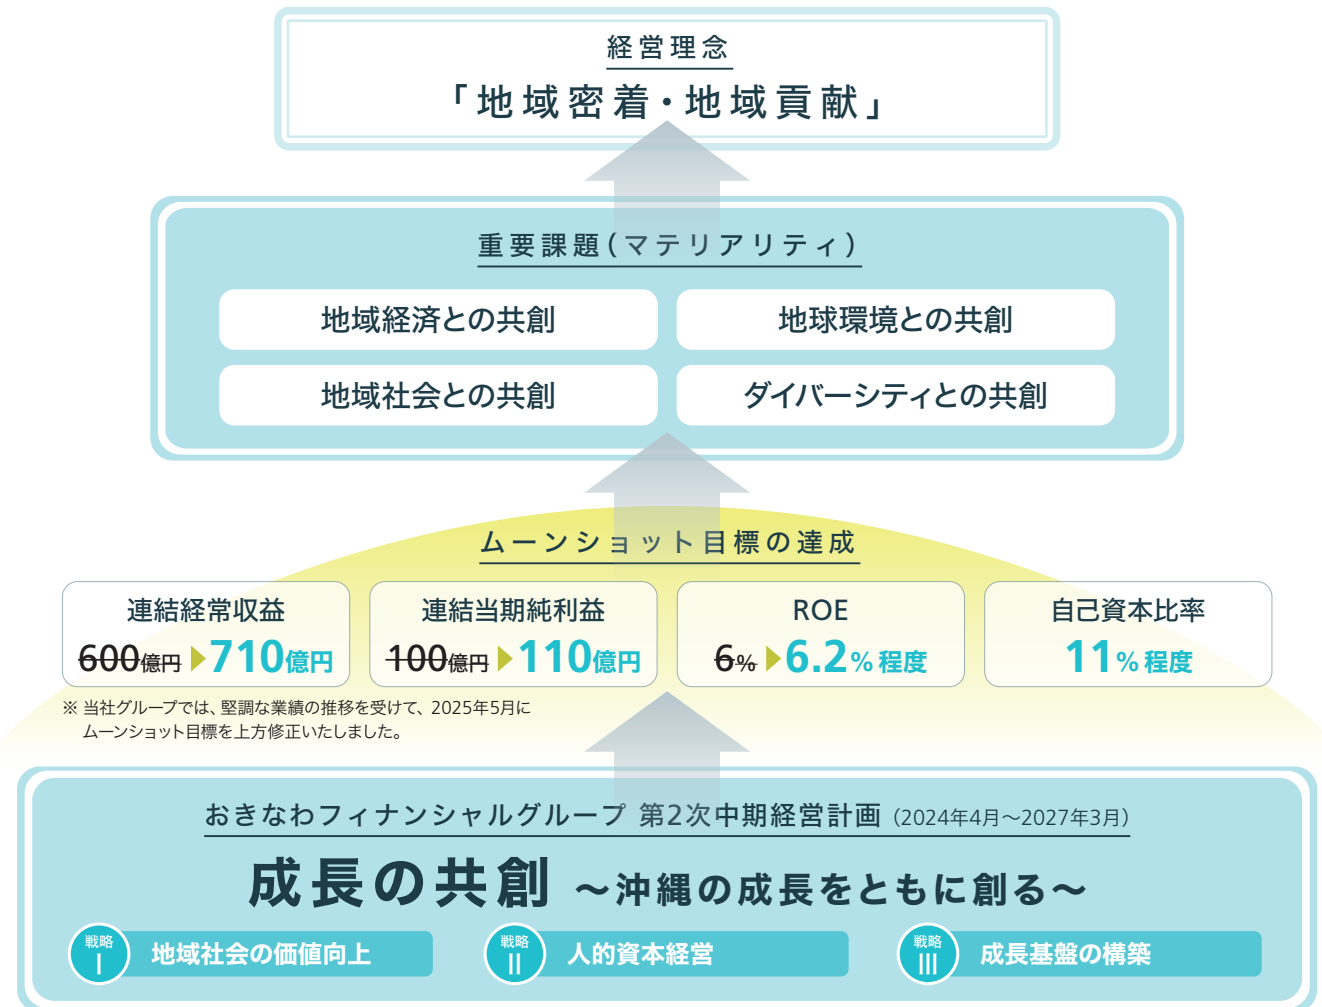 経営理念
「地域密着・地域貢献」
重要課題(マテリアリティ)
地域経済との共創
地球環境との共創
地域社会との共創
ダイバーシティとの共創
ムーンショット目標の達成
連結経常収益
600億円▶710億円
連結当期純利益
100億円▶110億円
ROE
6%▶6.2%程度
自己資本比率
11%程度
※ 当社グループでは、堅調な業績の推移を受けて、2025年5月に
ムーンショット目標を上方修正いたしました。
おきなわフィナンシャルグループ 第2次中期経営計画(2024年4月～2027年3月)
成長の共創 ～沖縄の成長をともに創る～
戦略
I
地域社会の価値向上
戦略
II
人的資本経営
戦略
III
成長基盤の構築